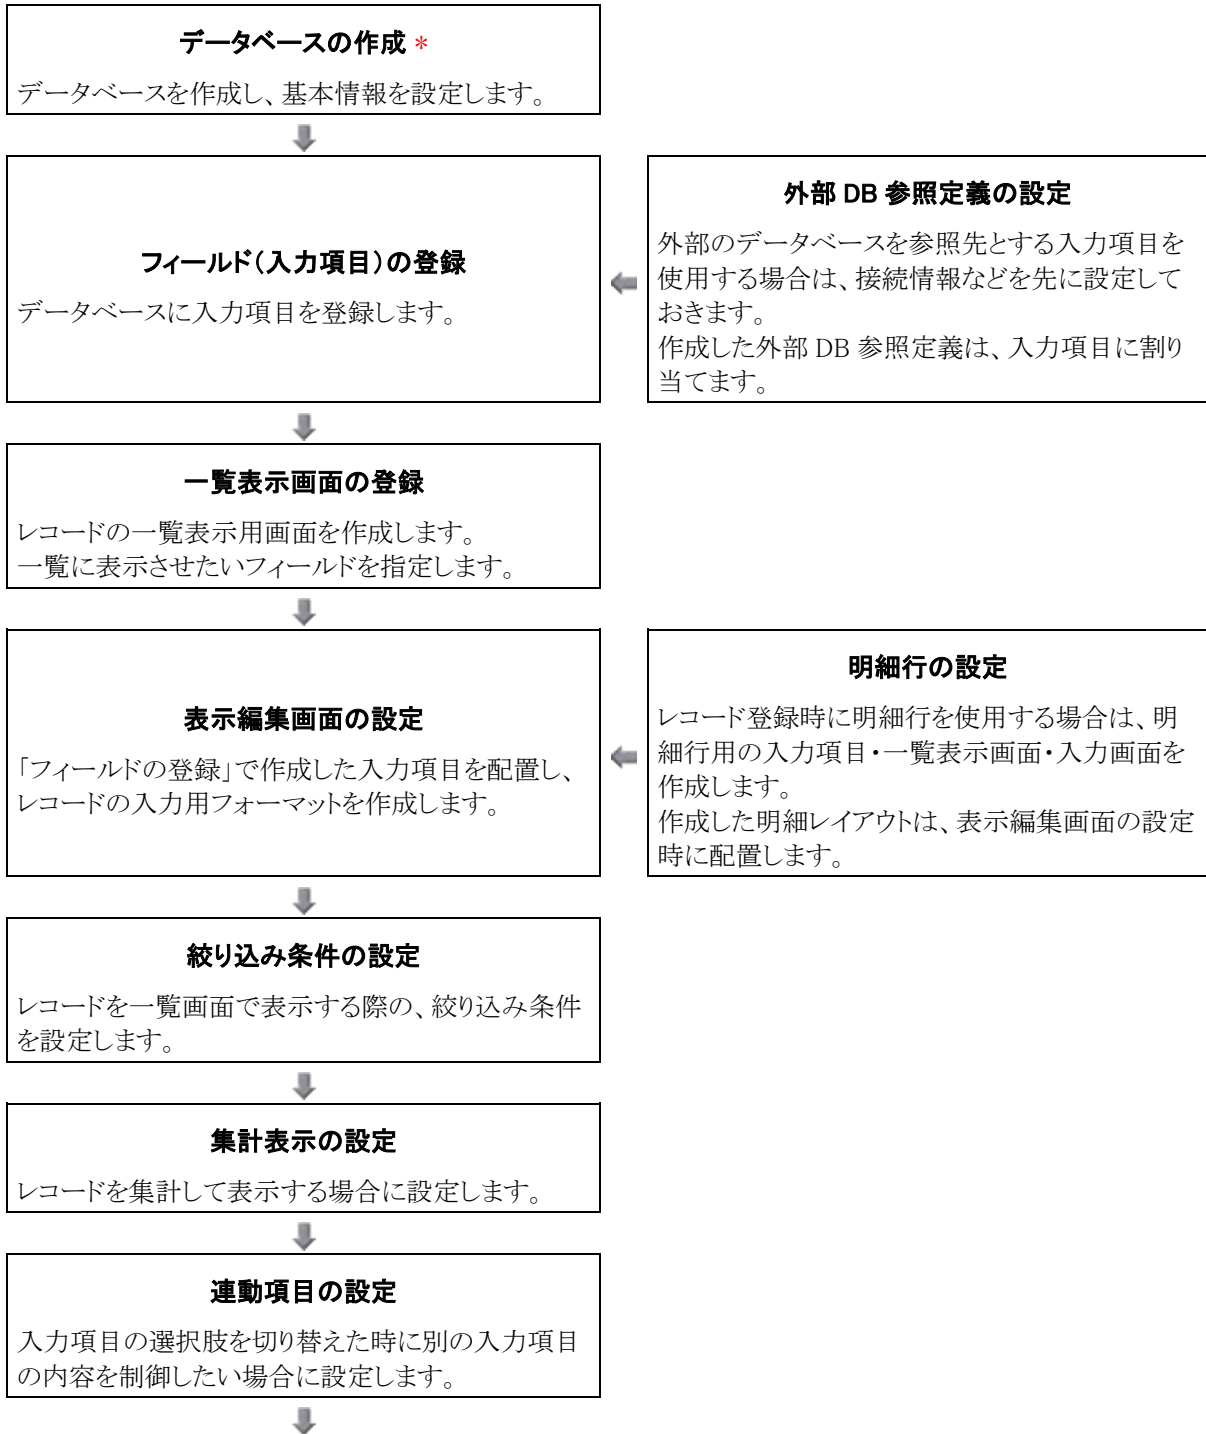 データベースの作成 *
データベースを作成し、基本情報を設定します。
フィールド（入力項目）の登録
データベースに入力項目を登録します。
外部 DB 参照定義の設定
外部のデータベースを参照先とする入力項目を
使用する場合は、接続情報などを先に設定して
おきます。
作成した外部 DB 参照定義は、入力項目に割り
当てます。
一覧表示画面の登録
レコードの一覧表示用画面を作成します。
一覧に表示させたいフィールドを指定します。
表示編集画面の設定
「フィールドの登録」で作成した入力項目を配置し、
レコードの入力用フォーマットを作成します。
明細行の設定
レコード登録時に明細行を使用する場合は、明
細行用の入力項目・一覧表示画面・入力画面を
作成します。
作成した明細レイアウトは、表示編集画面の設定
時に配置します。
絞り込み条件の設定
レコードを一覧画面で表示する際の、絞り込み条件
を設定します。
集計表示の設定
レコードを集計して表示する場合に設定します。
連動項目の設定
入力項目の選択肢を切り替えた時に別の入力項目
の内容を制御したい場合に設定します。